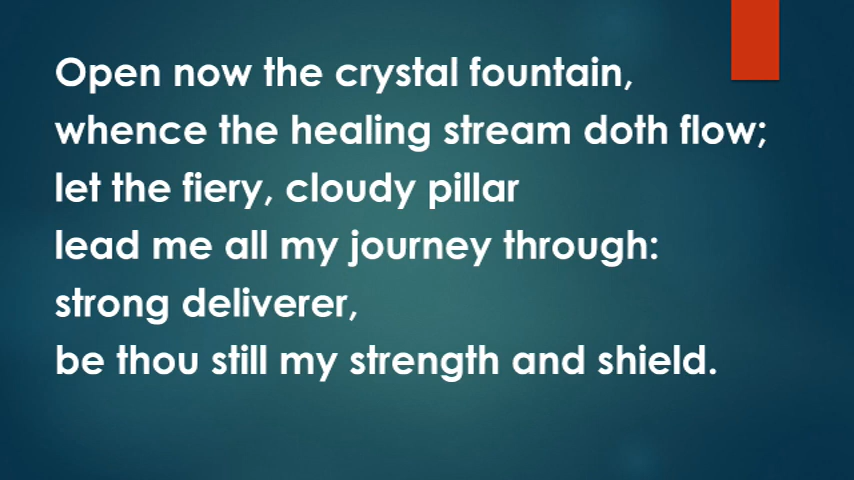 Open now the crystal fountain,
whence the healing stream doth flow;
let the fiery, cloudy pillar
lead me all my journey through:
strong deliverer,
be thou still my strength and shield.